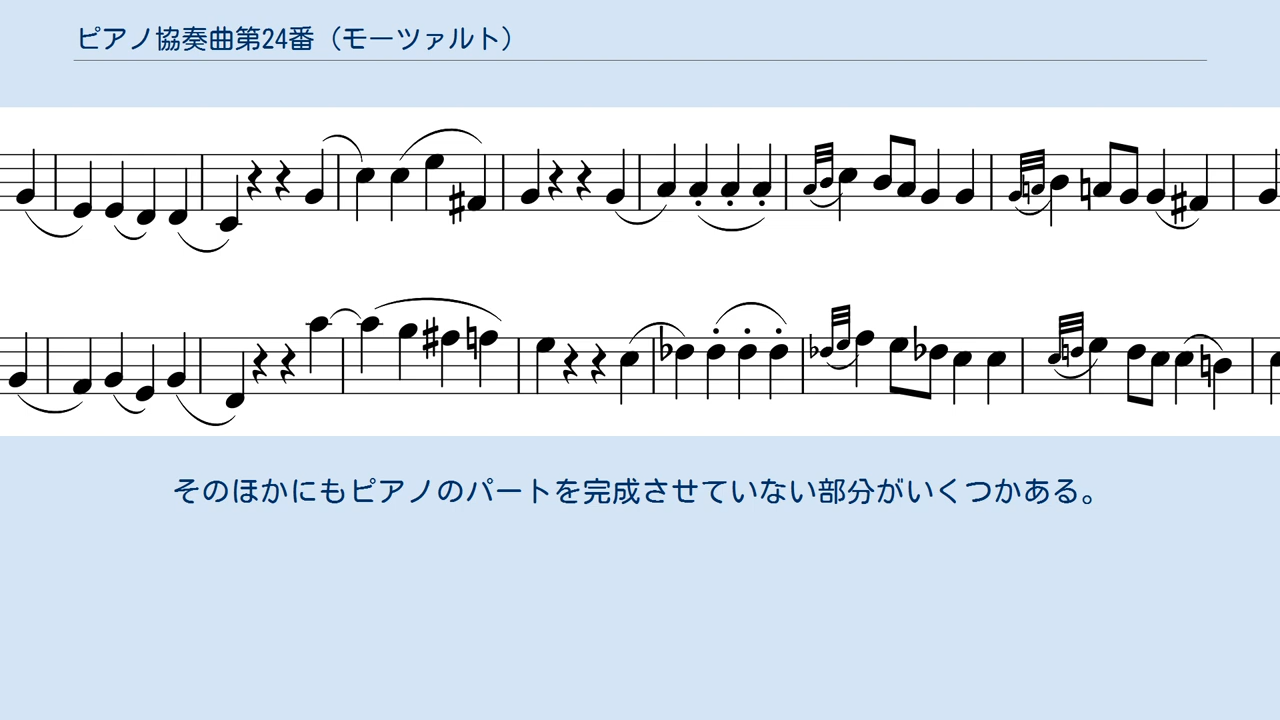 ピアノ協奏曲第24番（モーツァルト）
そのほかにもピアノのパートを完成させていない部分がいくつかある。